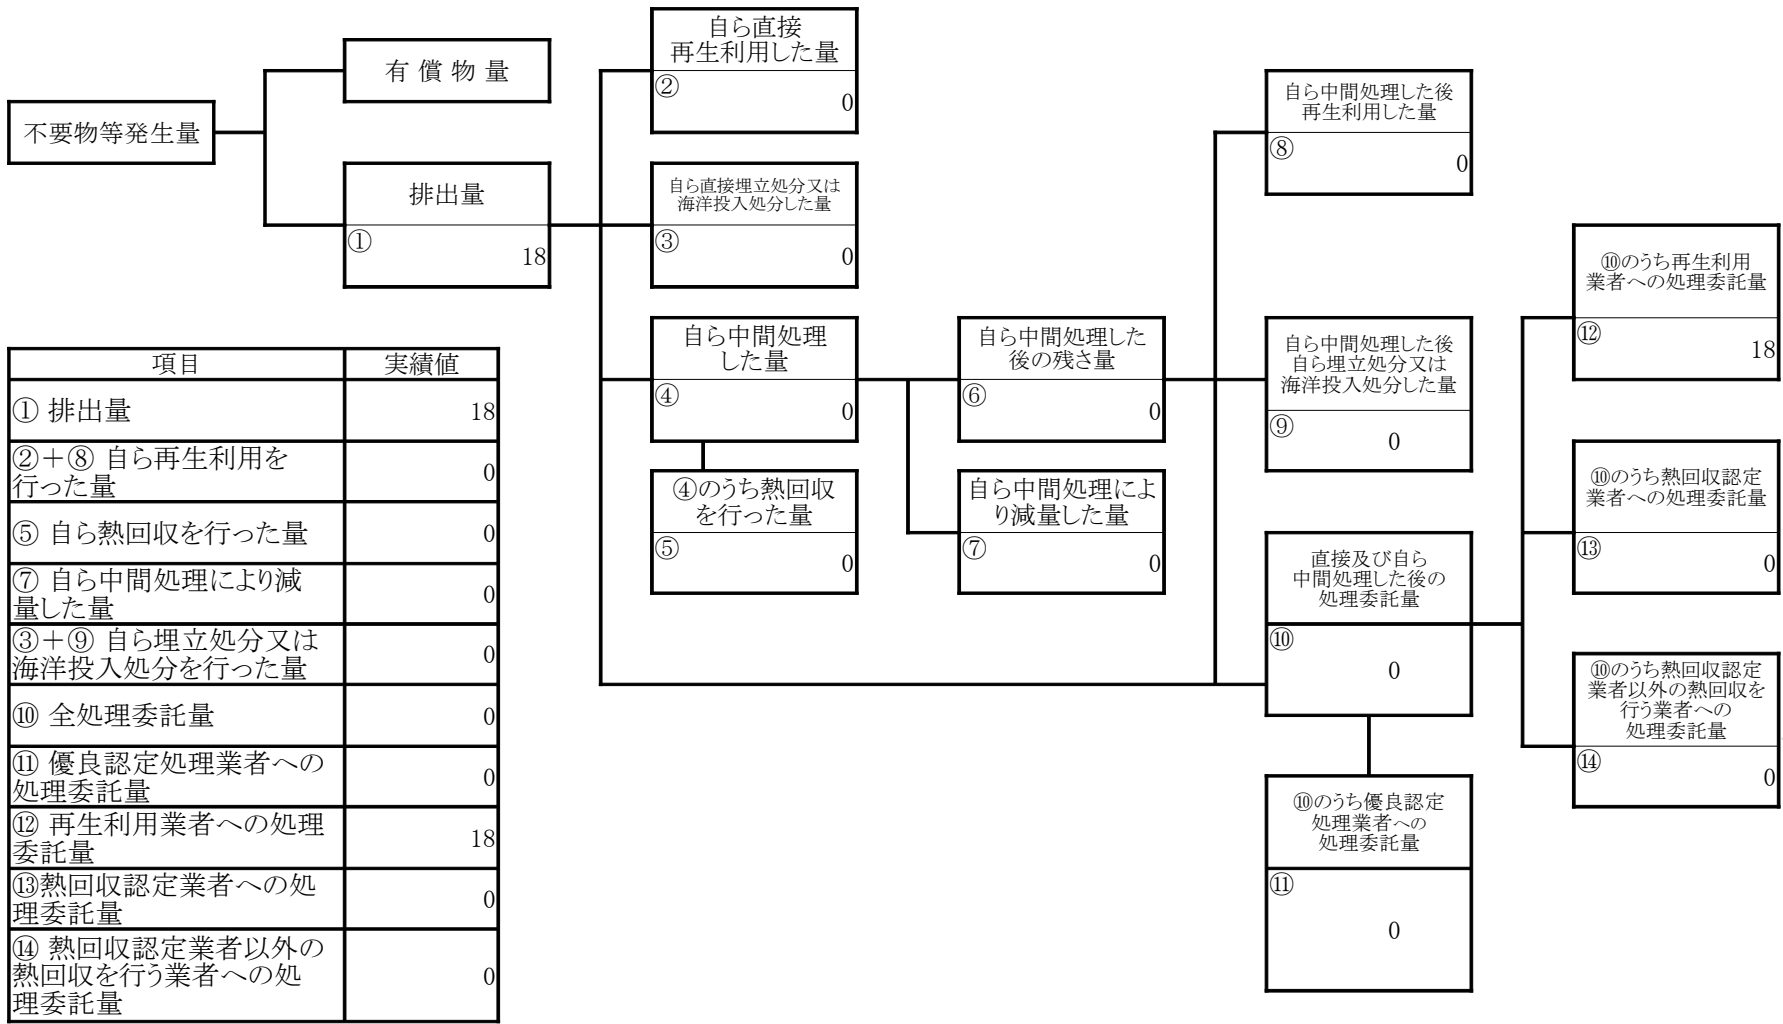 不要物等発生量
有償物量
排出量
①
18
自ら直接
再生利用した量
②
0
自ら直接埋立処分又は
海洋投入処分した量
③
0
自ら中間処理
した量
④
0
④のうち熱回収
を行った量
⑤
0
自ら中間処理した
後の残さ量
⑥
0
自ら中間処理によ
り減量した量
⑦
0
自ら中間処理した後
再生利用した量
⑧
0
自ら中間処理した後
自ら埋立処分又は
海洋投入処分した量
⑨
0
直接及び自ら
中間処理した後の
処理委託量
⑩
0
⑩のうち優良認定
処理業者への
処理委託量
⑪
0
⑩のうち再生利用
業者への処理委託量
⑫
18
⑩のうち熱回収認定
業者への処理委託量
⑬
0
⑩のうち熱回収認定
業者以外の熱回収を
行う業者への
処理委託量
⑭
0
項目 実績値
① 排出量 18
②+⑧ 自ら再生利用を
行った量 0
⑤ 自ら熱回収を行った量 0
⑦ 自ら中間処理により減
量した量 0
③+⑨ 自ら埋立処分又は
海洋投入処分を行った量 0
⑩ 全処理委託量 0
⑪ 優良認定処理業者への
処理委託量 0
⑫ 再生利用業者への処理
委託量 18
⑬熱回収認定業者への処
理委託量 0
⑭ 熱回収認定業者以外の
熱回収を行う業者への処
理委託量 0